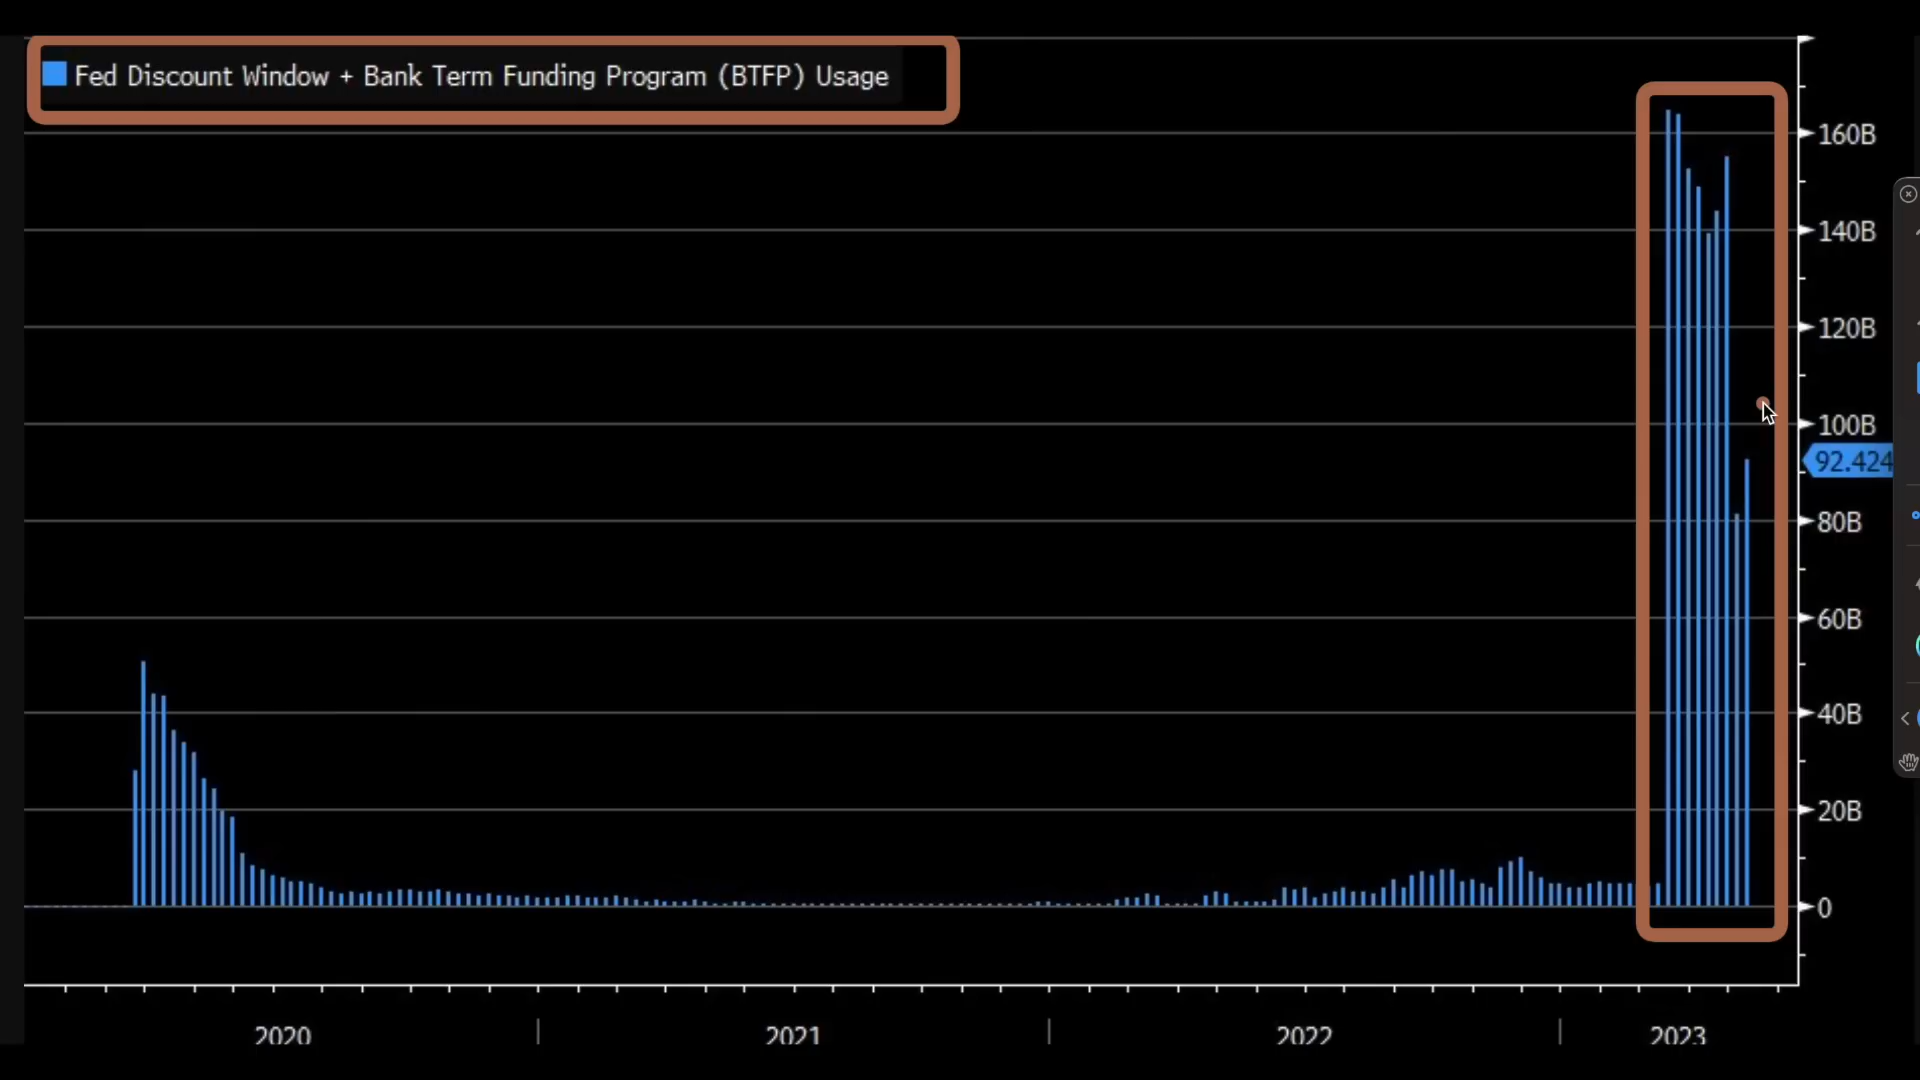 Fed Discount Window + Bank Term Funding Program (BTFP) Usage
160B
140B
120B
100B
92.424
80B
60B
40B
20B
0
2020
2021
2022
2023